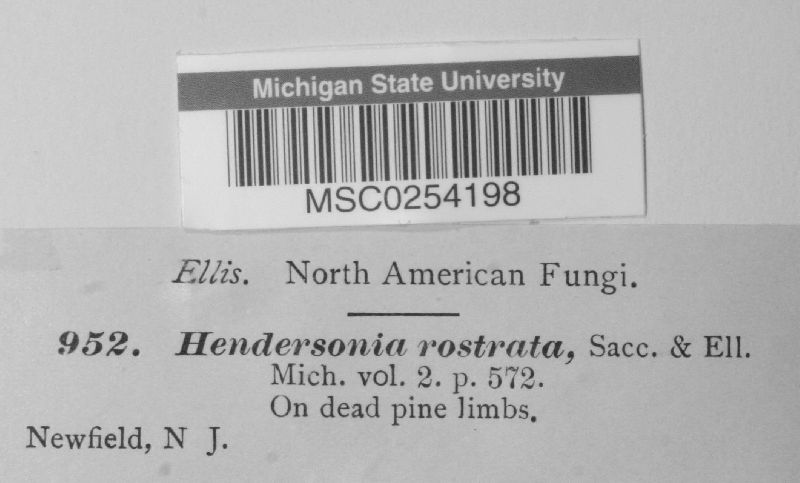 Michigan State University
MSC0254198
Ellis. North American Fungi.
952. Hendersonia rostrata, Sacc. & Ell.
Mich. vol. 2. p. 572.
On dead pine limbs.
Newfield, N J.